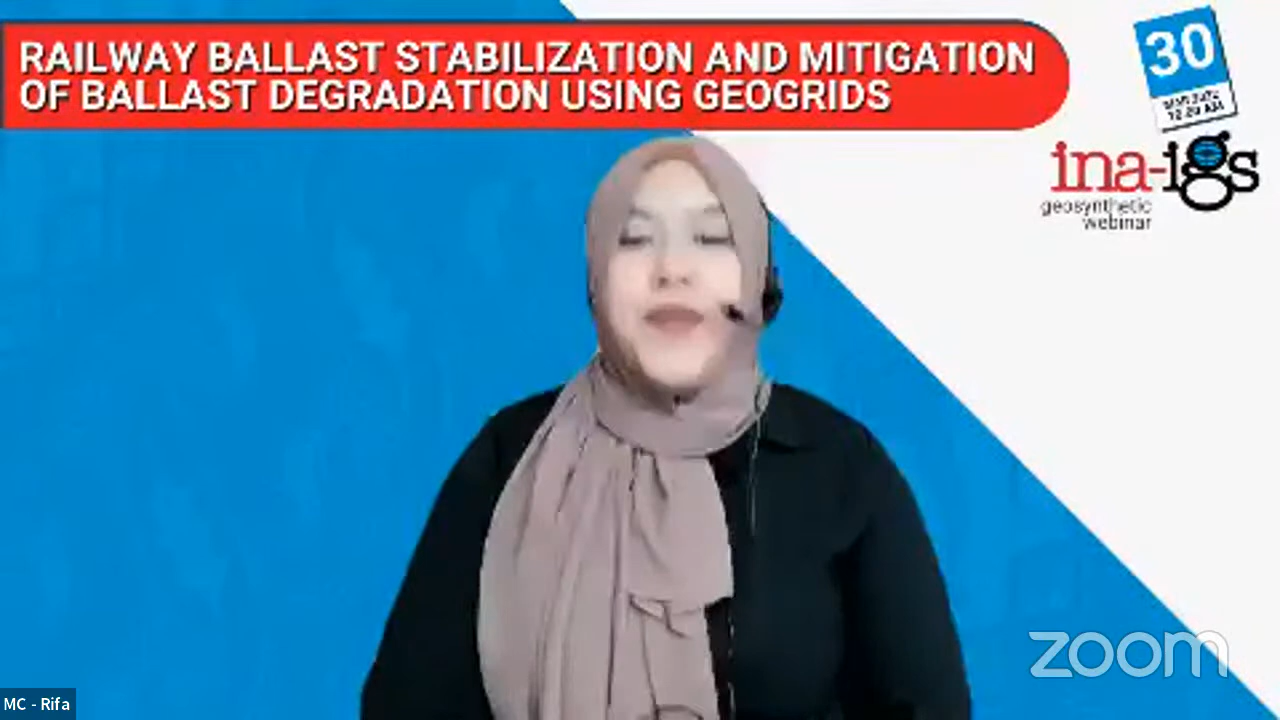 RAILWAY BALLAST STABILIZATION AND MITIGATION
OF BALLAST DEGRADATION USING GEOGRIDS
30
ina-igs
geosynthetic
webinar
zoom
MC - Rifa